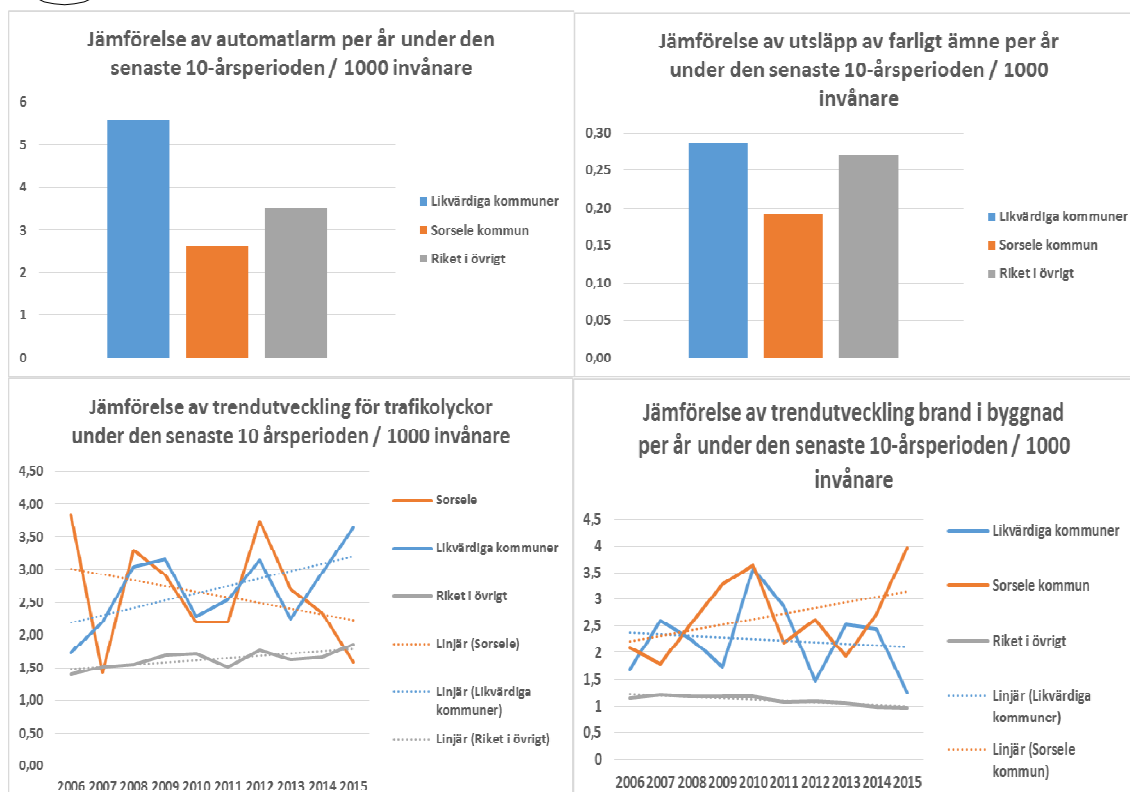 Jämförelse av automatlarm per år under den
senaste 10-årsperioden / 1000 invånare
6
5
4
3
2
1
0
Likvärdiga kommuner
Sorsele kommun
Riket i övrigt
Jämförelse av utsläpp av farligt ämne per år
under den senaste 10-årsperioden / 1000
invånare
0,30
0,25
0,20
0,15
0,10
0,05
0,00
Likvärdiga kommuner
Sorsele kommun
Riket i övrigt
Jämförelse av trendutveckling för trafikolyckor
under den senaste 10 årsperioden / 1000 invånare
4,50
4,00
3,50
3,00
2,50
2,00
1,50
1,00
0,50
0,00
2006 2007 2008 2009 2010 2011 2012 2013 2014 2015
Sorsele
Likvärdiga kommuner
Riket i övrigt
Linjär (Sorsele)
Linjär (Likvärdiga
kommuner)
Linjär (Riket i övrigt)
Jämförelse av trendutveckling brand i byggnad
per år under den senaste 10-årsperioden / 1000
invånare
4,5
4
3,5
3
2,5
2
1,5
1
0,5
0
2006 2007 2008 2009 2010 2011 2012 2013 2014 2015
Likvärdiga kommuner
Sorsele kommun
Riket i övrigt
Linjär (Likvärdiga
kommuner)
Linjär (Sorsele
kommun)